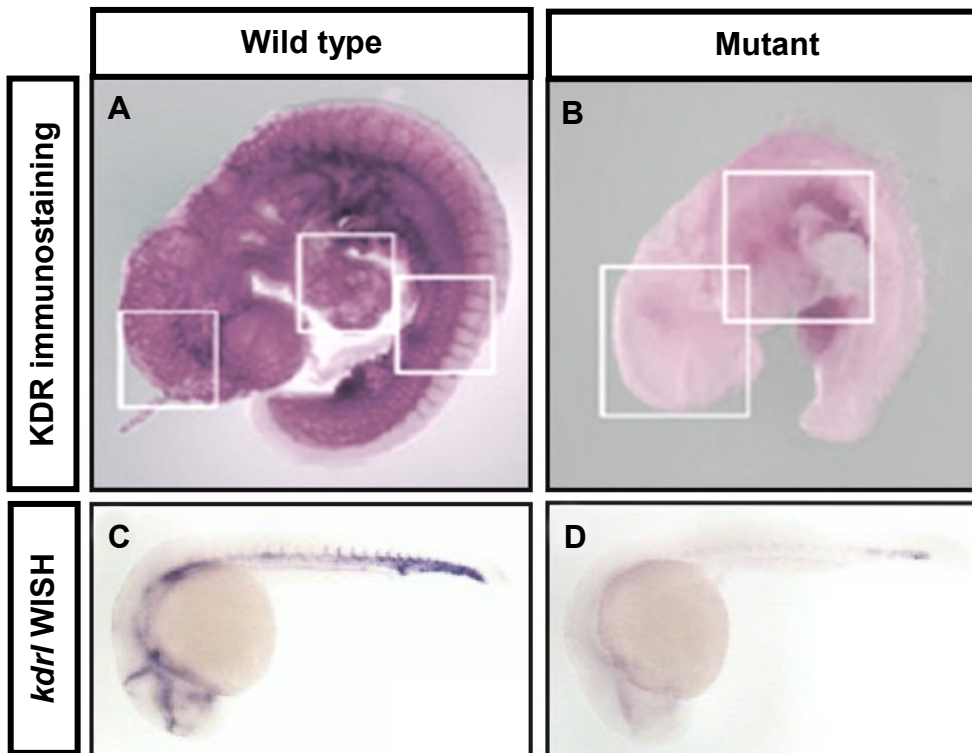 Wild type
Mutant
KDR immunostaining
A
B
kdrl WISH
C
D